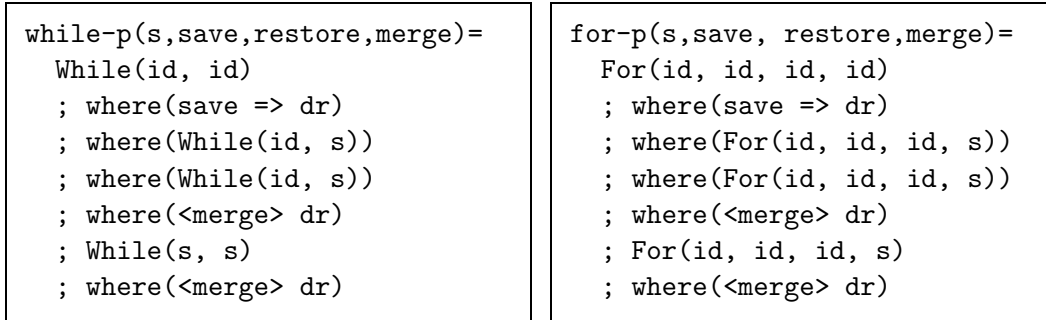 while-p(s,save,restore,merge)=
While(id, id)
; where(save => dr)
; where(While(id, s))
; where(While(id, s))
; where(<merge> dr)
; While(s, s)
; where(<merge> dr)
for-p(s,save, restore,merge)=
For(id, id, id, id)
; where(save => dr)
; where(For(id, id, id, s))
; where(For(id, id, id, s))
; where(<merge> dr)
; For(id, id, id, s)
; where(<merge> dr)